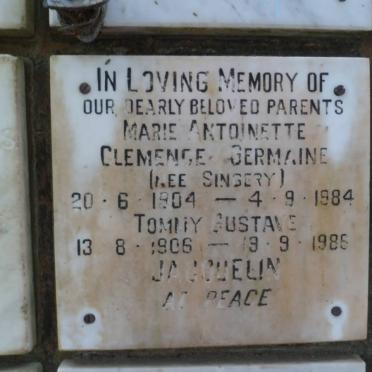 IN LOVING MEMORY OF
OUR DEARLY BELOVED PARENTS
MARIE ANTOINETTE
CLEMENCE GERMAINE
(NEE SINGERY)
20 · 6 · 1904 — 4 · 9 · 1984
TOMMY GUSTAVE
13 · 8 · 1906 — 19 · 9 · 1986
JACQUELIN
AT PEACE